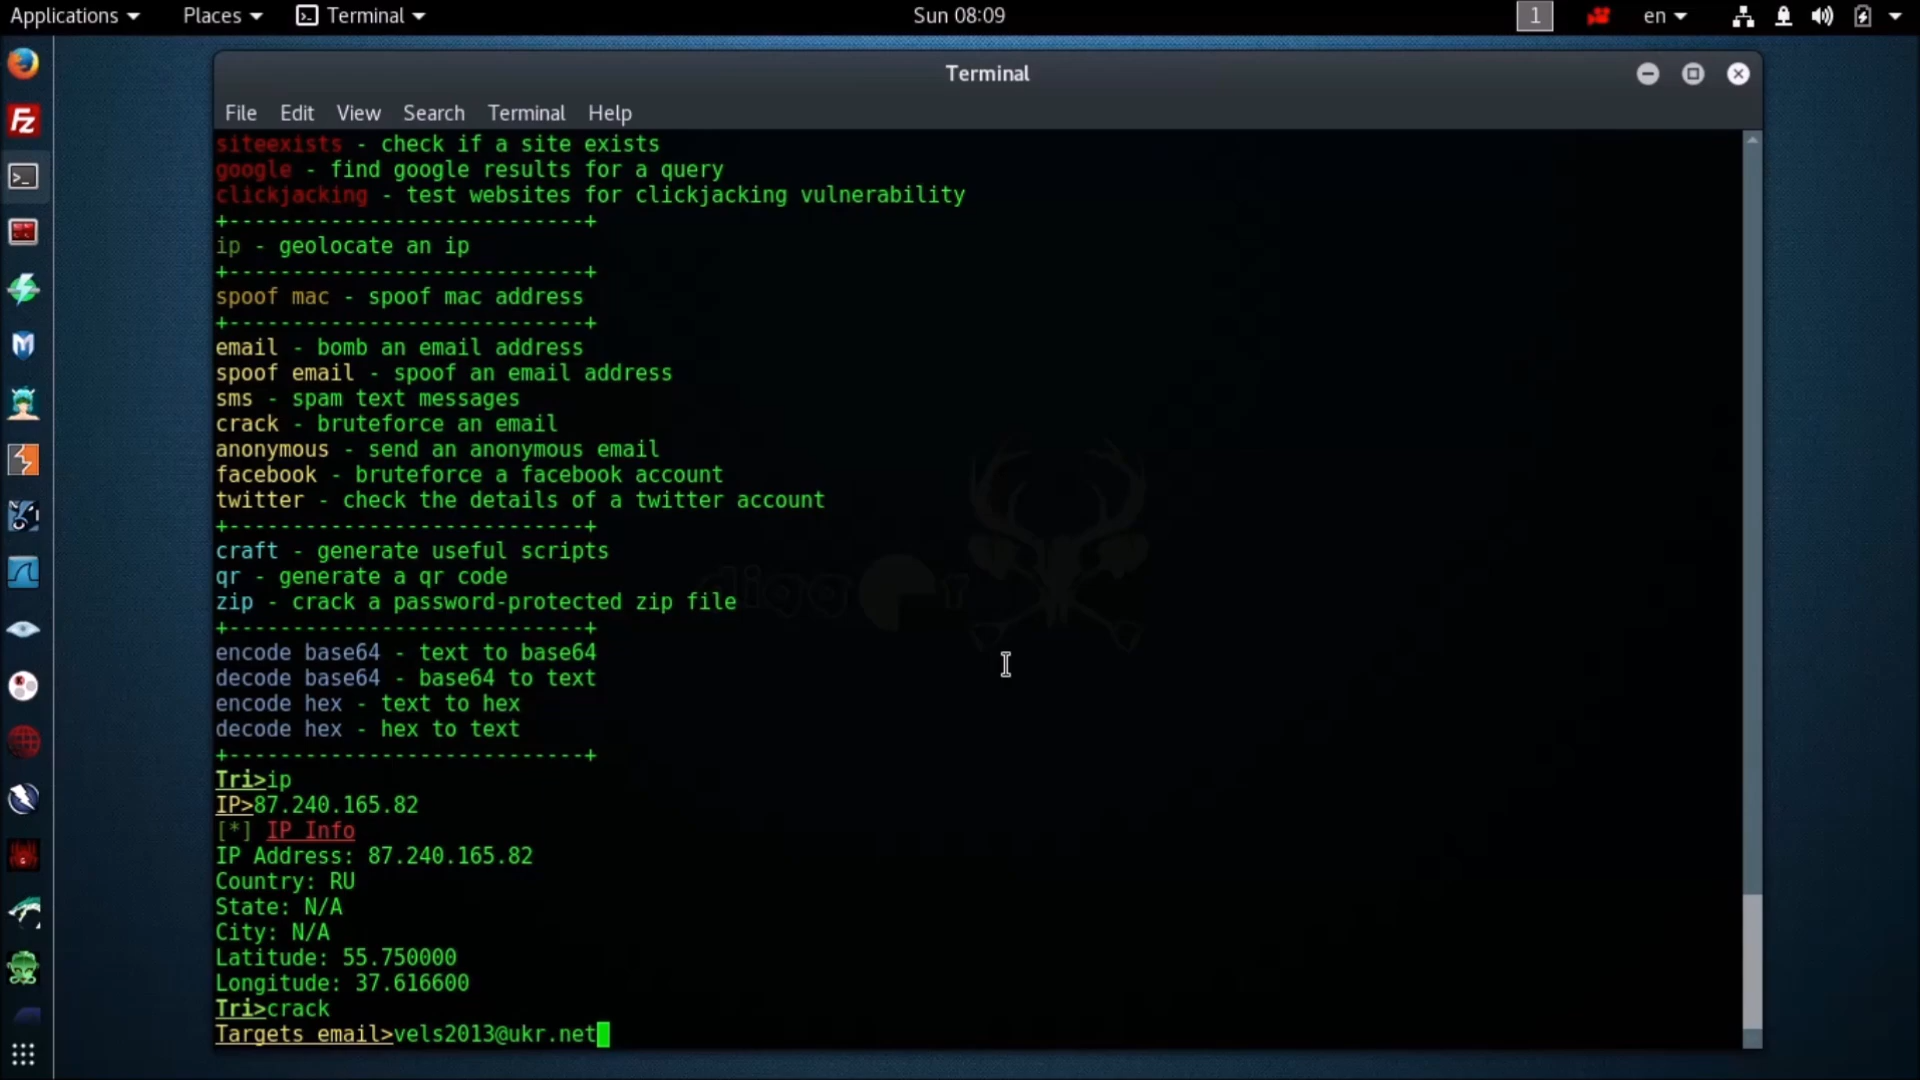 Applications Places Terminal Sun 08:09 1 en
Terminal
File Edit View Search Terminal Help
siteexists - check if a site exists
google - find google results for a query
clickjacking - test websites for clickjacking vulnerability
+----------------------------+
ip - geolocate an ip
+----------------------------+
spoof mac - spoof mac address
+----------------------------+
email - bomb an email address
spoof email - spoof an email address
sms - spam text messages
crack - bruteforce an email
anonymous - send an anonymous email
facebook - bruteforce a facebook account
twitter - check the details of a twitter account
+----------------------------+
craft - generate useful scripts
qr - generate a qr code
zip - crack a password-protected zip file
+----------------------------+
encode base64 - text to base64
decode base64 - base64 to text
encode hex - text to hex
decode hex - hex to text
+----------------------------+
Tri>ip
IP>87.240.165.82
[*] IP Info
IP Address: 87.240.165.82
Country: RU
State: N/A
City: N/A
Latitude: 55.750000
Longitude: 37.616600
Tri>crack
Targets email>vels2013@ukr.net